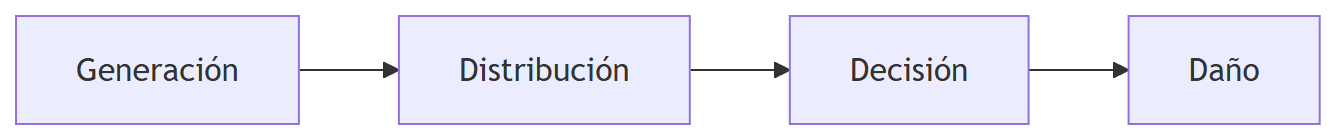 Generación
Distribución
Decisión
Daño